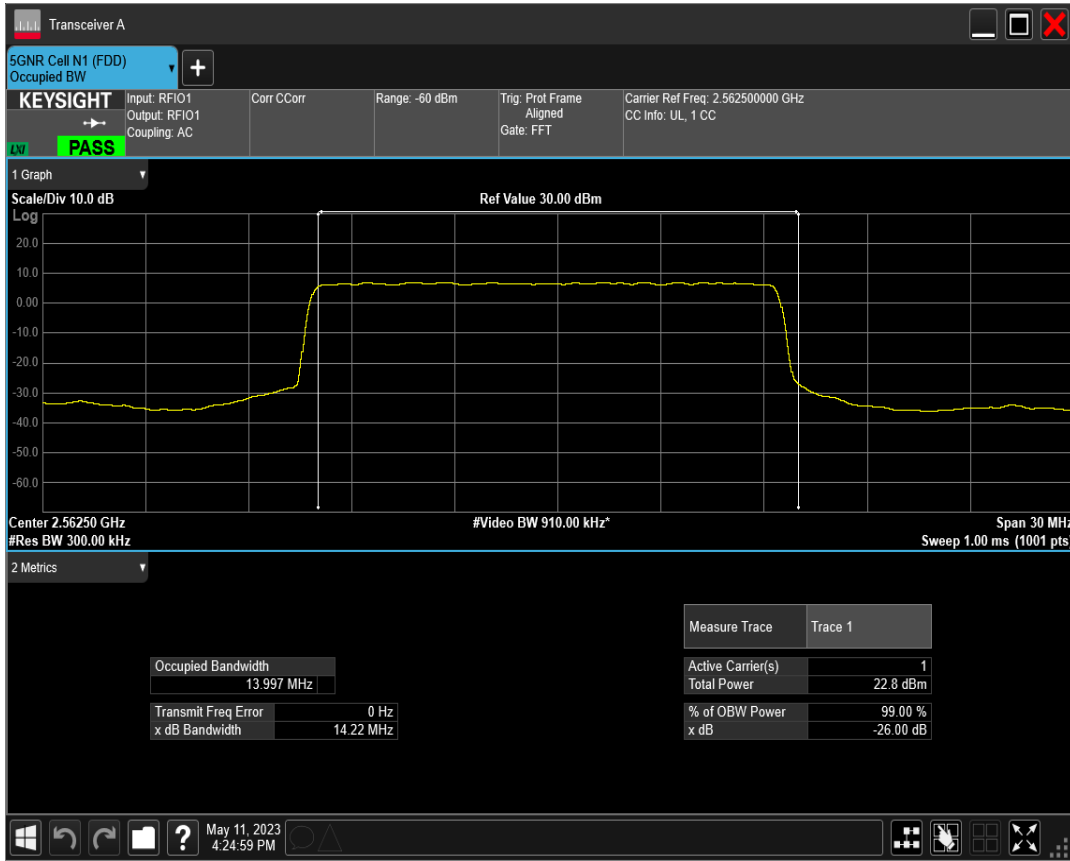 Transceiver A
5GNR Cell N1 (FDD)
Occupied BW
+
KEYSIGHT
LXI
PASS
Input: RFIO1
Output: RFIO1
Coupling: AC
Corr CCorr
Range: -60 dBm
Trig: Prot Frame
Aligned
Gate: FFT
Carrier Ref Freq: 2.562500000 GHz
CC Info: UL, 1 CC
1 Graph
Scale/Div 10.0 dB
Ref Value 30.00 dBm
Log
20.0
10.0
0.00
-10.0
-20.0
-30.0
-40.0
-50.0
-60.0
Center 2.56250 GHz
#Video BW 910.00 kHz*
Span 30 MHz
#Res BW 300.00 kHz
Sweep 1.00 ms (1001 pts)
2 Metrics
Measure Trace Trace 1
Occupied Bandwidth
13.997 MHz
Active Carrier(s) 1
Total Power 22.8 dBm
Transmit Freq Error 0 Hz
x dB Bandwidth 14.22 MHz
% of OBW Power 99.00 %
x dB -26.00 dB
?
May 11, 2023
4:24:59 PM